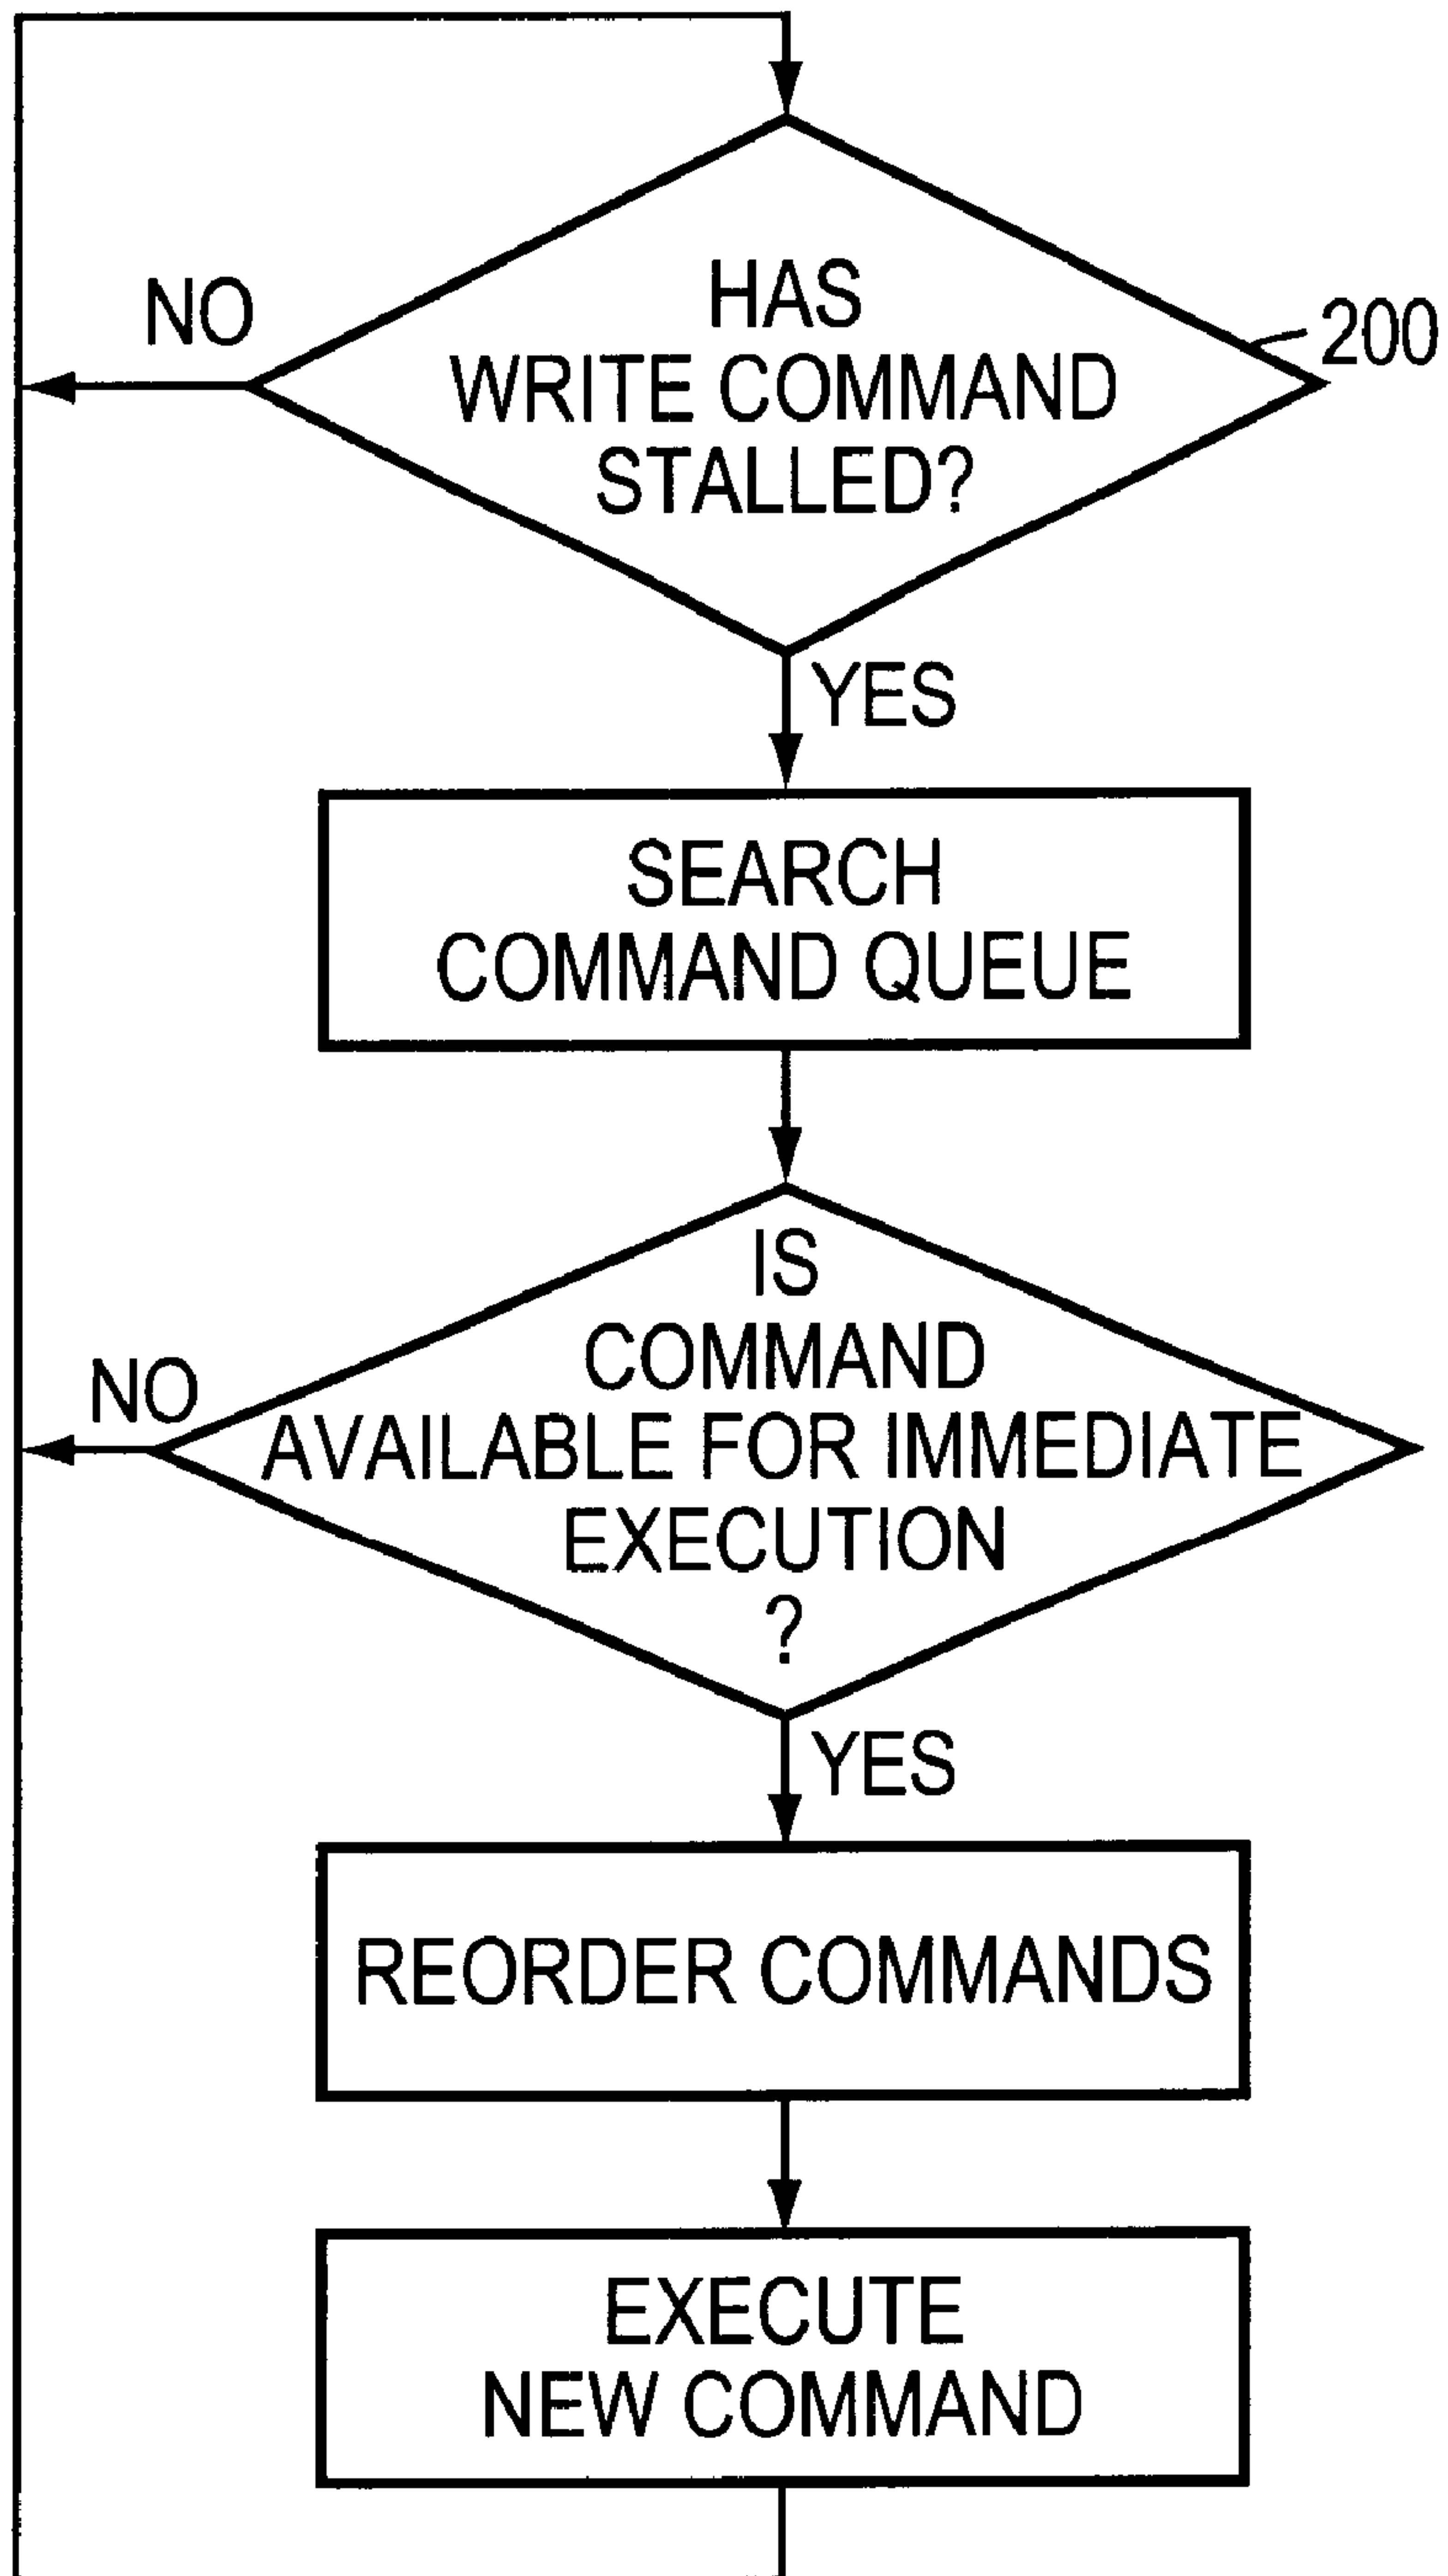 HAS
WRITE COMMAND
STALLED?
NO
200
YES
SEARCH
COMMAND QUEUE
IS
COMMAND
AVAILABLE FOR IMMEDIATE
EXECUTION
?
NO
YES
REORDER COMMANDS
EXECUTE
NEW COMMAND